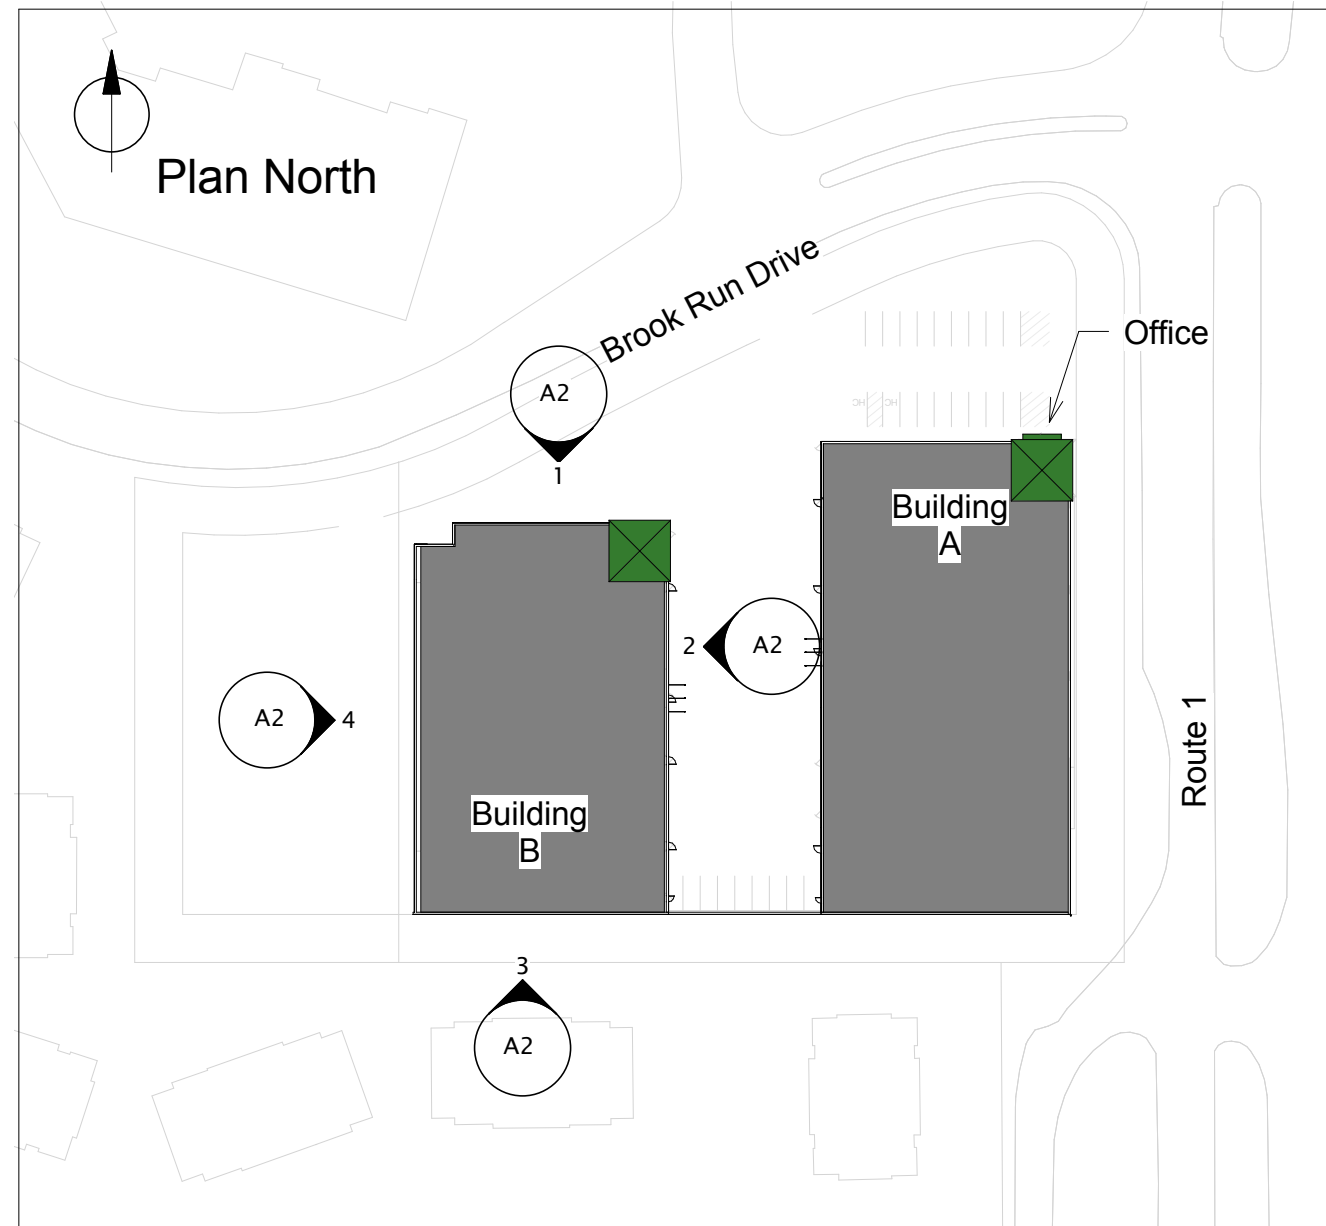 Plan North
Brook Run Drive
Office
A2
1
HC
HC
Building
A
A2
2
A2
4
Route 1
Building
B
3
A2